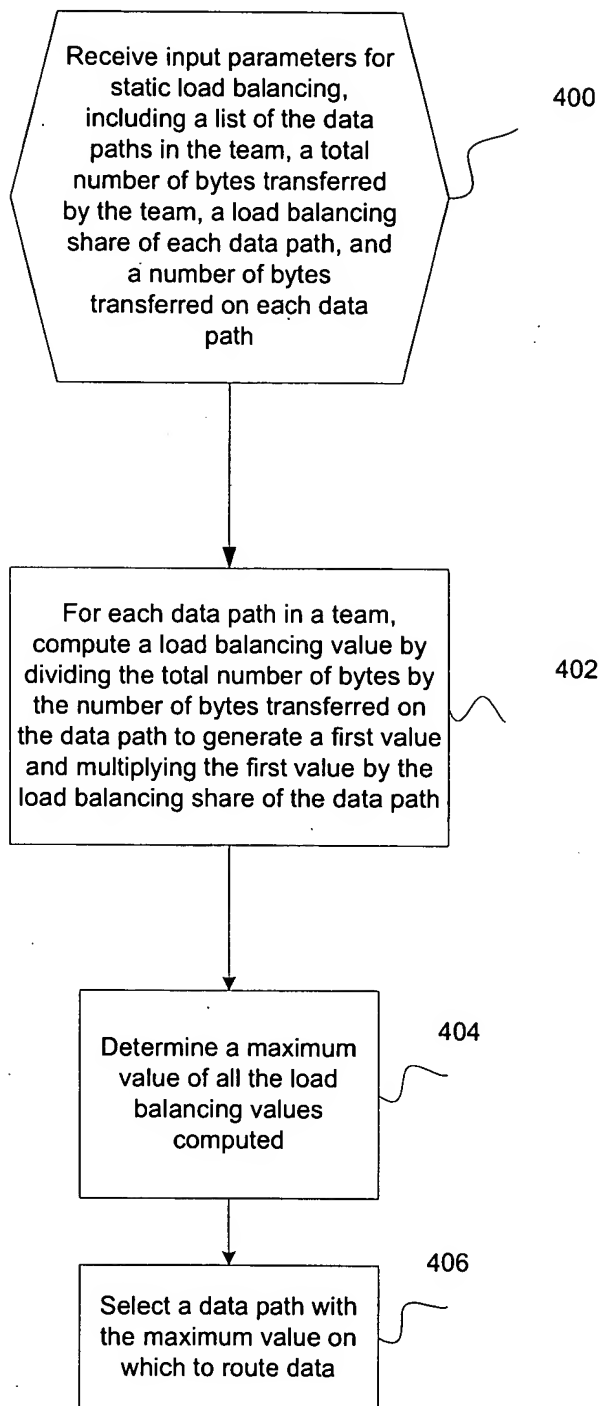 Receive input parameters for
static load balancing,
including a list of the data
paths in the team, a total
number of bytes transferred
by the team, a load balancing
share of each data path, and
a number of bytes
transferred on each data
path
400
For each data path in a team,
compute a load balancing value by
dividing the total number of bytes by
the number of bytes transferred on
the data path to generate a first value
and multiplying the first value by the
load balancing share of the data path
402
Determine a maximum
value of all the load
balancing values
computed
404
Select a data path with
the maximum value on
which to route data
406